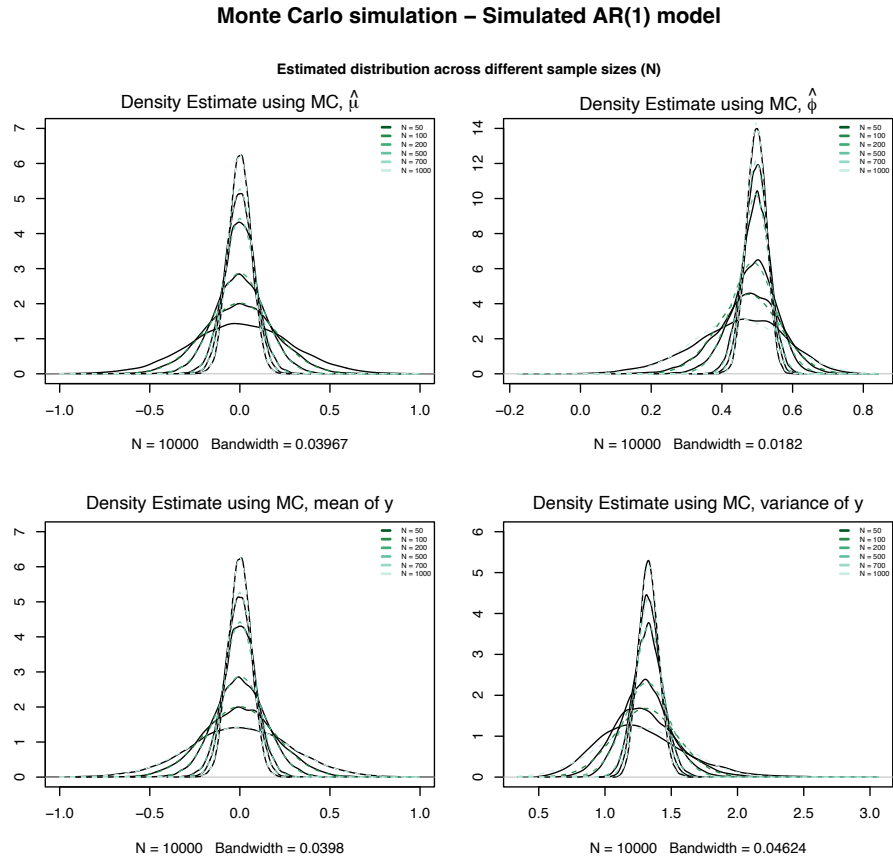 Monte Carlo simulation – Simulated AR(1) model
Estimated distribution across different sample sizes (N)
Density Estimate using MC, μ̂
7
6
5
4
3
2
1
0
N = 50
N = 100
N = 200
N = 500
N = 700
N = 1000
−1.0 −0.5 0.0 0.5 1.0
N = 10000 Bandwidth = 0.03967
Density Estimate using MC, ϕ̂
14
12
10
8
6
4
2
0
N = 50
N = 100
N = 200
N = 500
N = 700
N = 1000
−0.2 0.0 0.2 0.4 0.6 0.8
N = 10000 Bandwidth = 0.0182
Density Estimate using MC, mean of y
7
6
5
4
3
2
1
0
N = 50
N = 100
N = 200
N = 500
N = 700
N = 1000
−1.0 −0.5 0.0 0.5 1.0
N = 10000 Bandwidth = 0.0398
Density Estimate using MC, variance of y
6
5
4
3
2
1
0
N = 50
N = 100
N = 200
N = 500
N = 700
N = 1000
0.5 1.0 1.5 2.0 2.5 3.0
N = 10000 Bandwidth = 0.04624